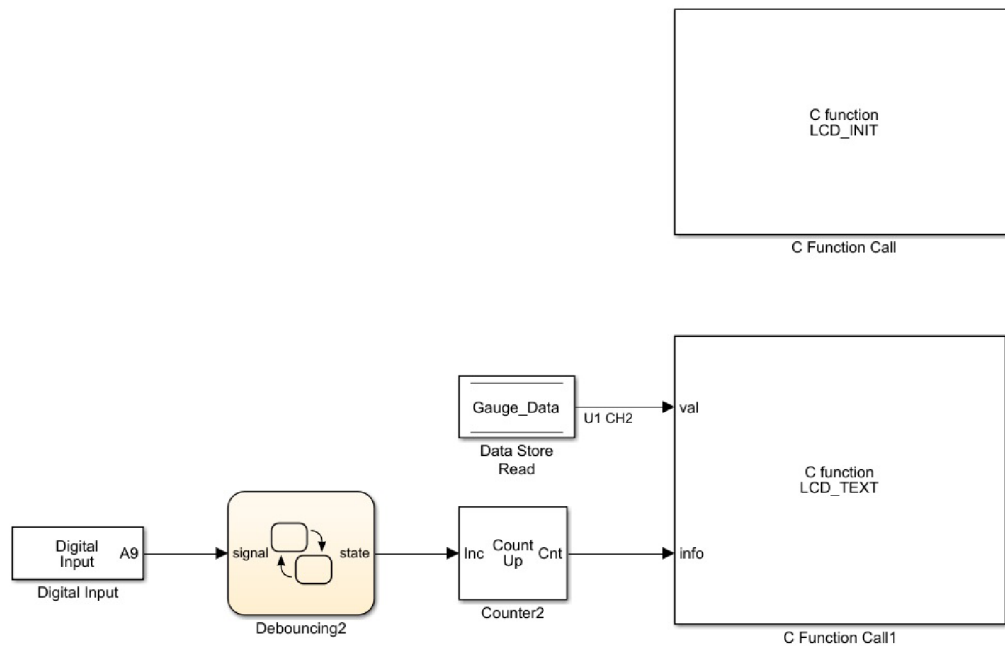 C function
LCD_INIT
C Function Call
Gauge_Data
U1 CH2
val
Data Store
Read
C function
LCD_TEXT
Digital
Input
A9
signal
state
Inc
Count
Up
Cnt
info
Digital Input
Debouncing2
Counter2
C Function Call1